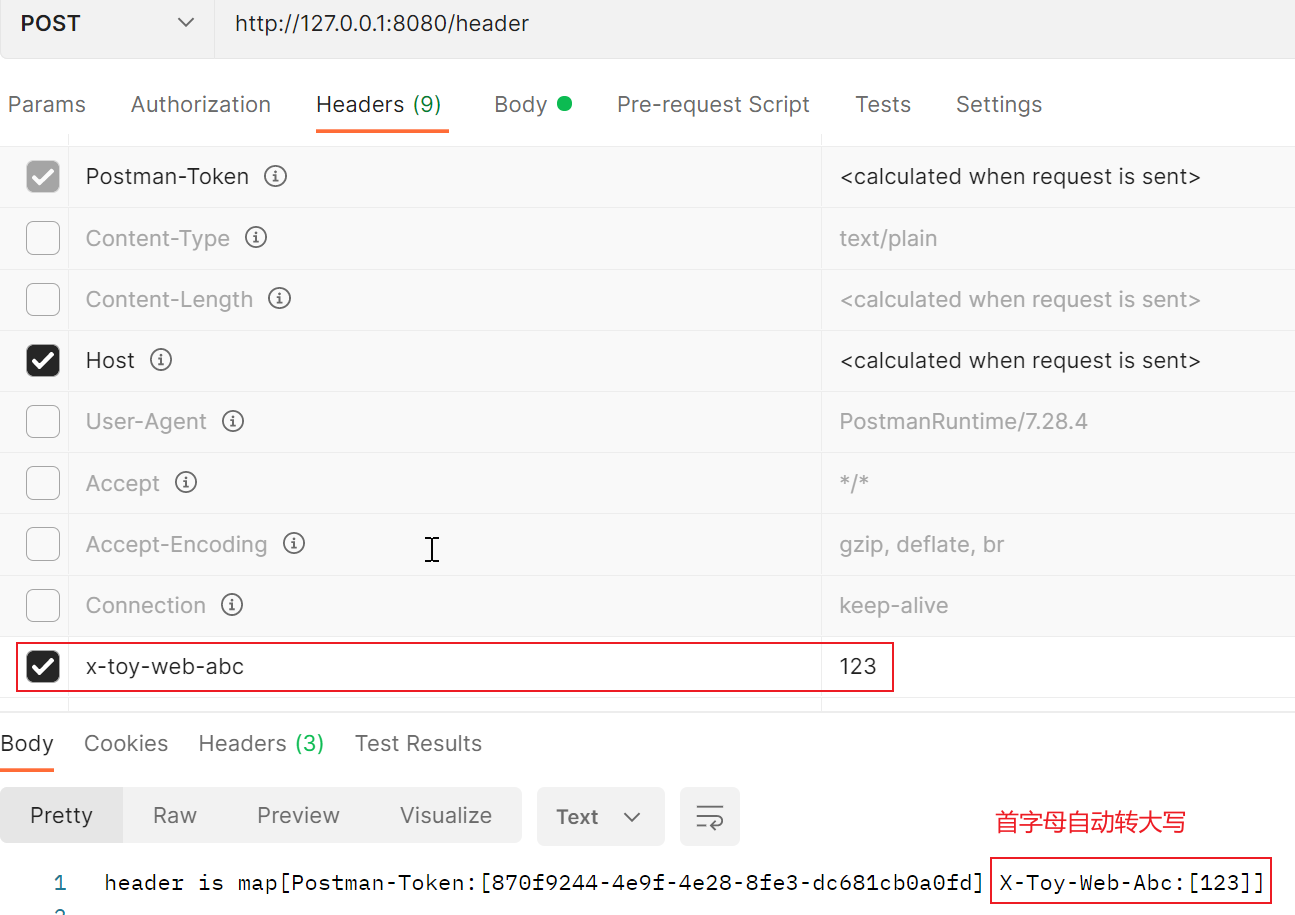 POST http://127.0.0.1:8080/header
Params Authorization Headers (9) Body Pre-request Script Tests Settings
Postman-Token <calculated when request is sent>
Content-Type text/plain
Content-Length <calculated when request is sent>
Host <calculated when request is sent>
User-Agent PostmanRuntime/7.28.4
Accept */*
Accept-Encoding gzip, deflate, br
Connection keep-alive
x-toy-web-abc 123
Body Cookies Headers (3) Test Results
Pretty Raw Preview Visualize Text
首字母自动转大写
1 header is map[Postman-Token:[870f9244-4e9f-4e28-8fe3-dc681cb0a0fd] X-Toy-Web-Abc:[123]]